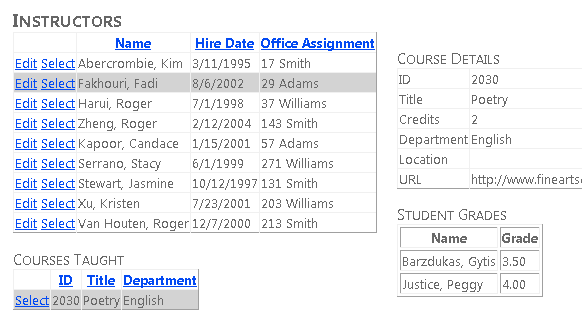 INSTRUCTORS
Name Hire Date Office Assignment
Edit Select Abercrombie, Kim 3/11/1995 17 Smith
Edit Select Fakhouri, Fadi 8/6/2002 29 Adams
Edit Select Harui, Roger 7/1/1998 37 Williams
Edit Select Zheng, Roger 2/12/2004 143 Smith
Edit Select Kapoor, Candace 1/15/2001 57 Adams
Edit Select Serrano, Stacy 6/1/1999 271 Williams
Edit Select Stewart, Jasmine 10/12/1997 131 Smith
Edit Select Xu, Kristen 7/23/2001 203 Williams
Edit Select Van Houten, Roger 12/7/2000 213 Smith
COURSES TAUGHT
ID Title Department
Select 2030 Poetry English
COURSE DETAILS
ID 2030
Title Poetry
Credits 2
Department English
Location
URL http://www.finearts
STUDENT GRADES
Name Grade
Barzdukas, Gytis 3.50
Justice, Peggy 4.00